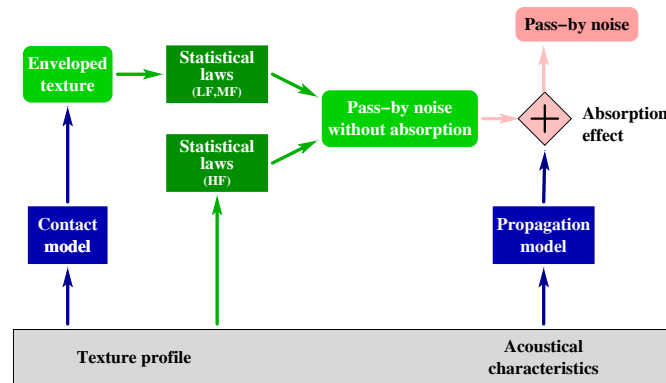 Pass−by noise
Enveloped
texture
Statistical
laws
(LF,MF)
Pass−by noise
without absorption
+
Absorption
effect
Statistical
laws
(HF)
Contact
model
Propagation
model
Texture profile
Acoustical
characteristics